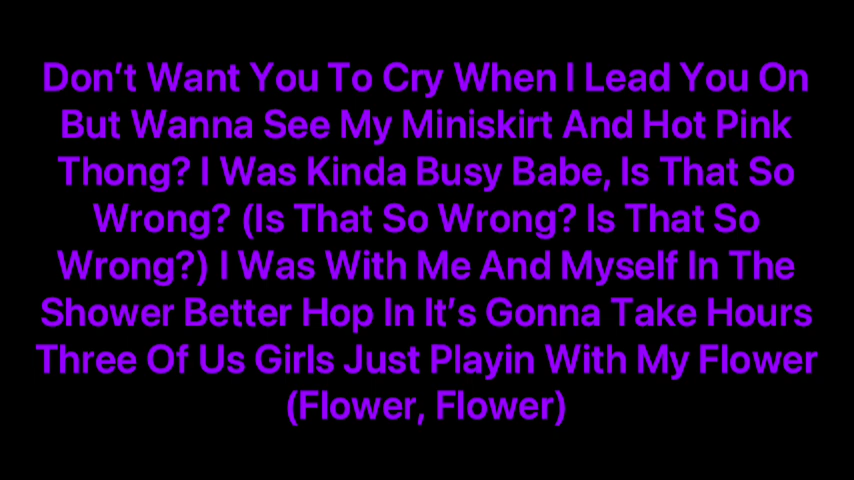 Don't Want You To Cry When I Lead You On
But Wanna See My Miniskirt And Hot Pink
Thong? I Was Kinda Busy Babe, Is That So
Wrong? (Is That So Wrong? Is That So
Wrong?) I Was With Me And Myself In The
Shower Better Hop In It's Gonna Take Hours
Three Of Us Girls Just Playin With My Flower
(Flower, Flower)